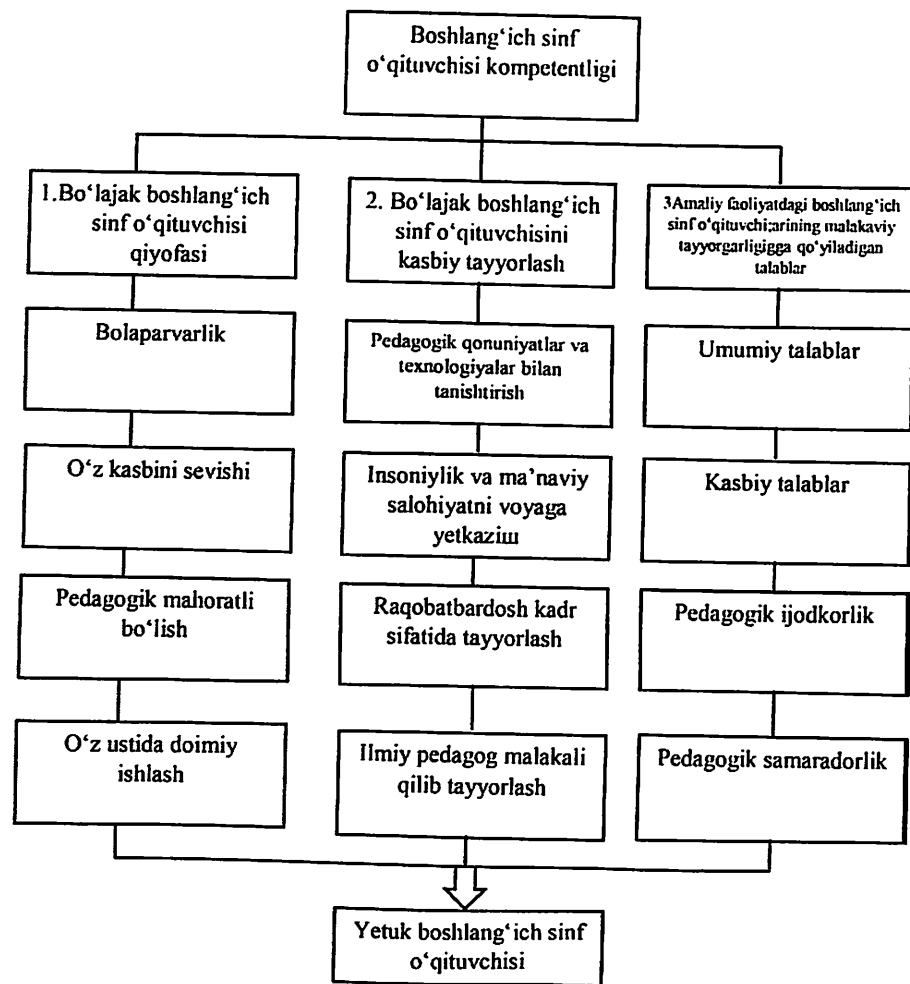 Boshlang‘ich sinf
o‘qituvchisi kompetentligi
1.Bo‘lajak boshlang‘ich
sinf o‘qituvchisi
qiyofasi
Bolaparvarlik
O‘z kasbini sevishi
Pedagogik mahoratli
bo‘lish
O‘z ustida doimiy
ishlash
2. Bo‘lajak boshlang‘ich
sinf o‘qituvchisini
kasbiy tayyorlash
Pedagogik qonuniyatlar va
texnologiyalar bilan
tanishtirish
Insoniylik va ma’naviy
salohiyatni voyaga
yetkaziш
Raqobatbardosh kadr
sifatida tayyorlash
Ilmiy pedagog malakali
qilib tayyorlash
3Amaliy faoliyatdagi boshlang‘ich
sinf o‘qituvchi;arining malakaviy
tayyorgarligigga qo‘yiladigan
talablar
Umumiy talablar
Kasbiy talablar
Pedagogik ijodkorlik
Pedagogik samaradorlik
Yetuk boshlang‘ich sinf
o‘qituvchisi